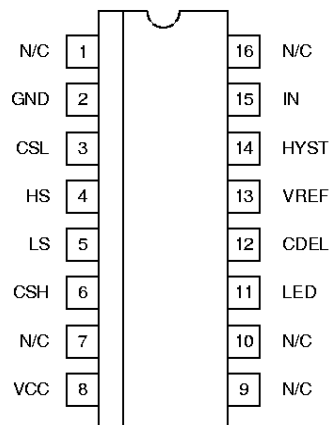 N/C 1 16 N/C
GND 2 15 IN
CSL 3 14 HYST
HS 4 13 VREF
LS 5 12 CDEL
CSH 6 11 LED
N/C 7 10 N/C
VCC 8 9 N/C